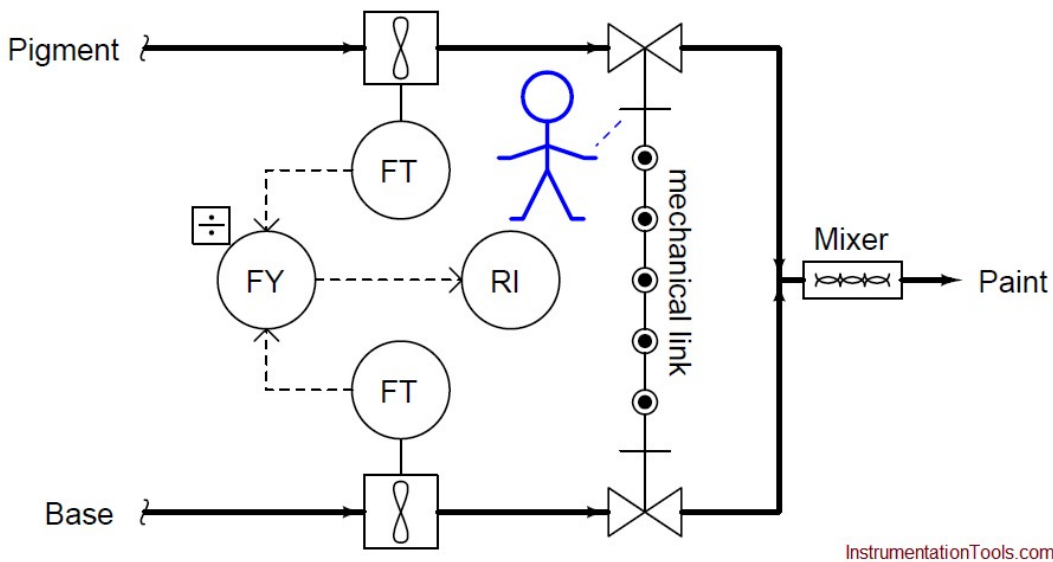 Pigment
FT
mechanical link
÷
FY
RI
Mixer
Paint
FT
Base
InstrumentationTools.com